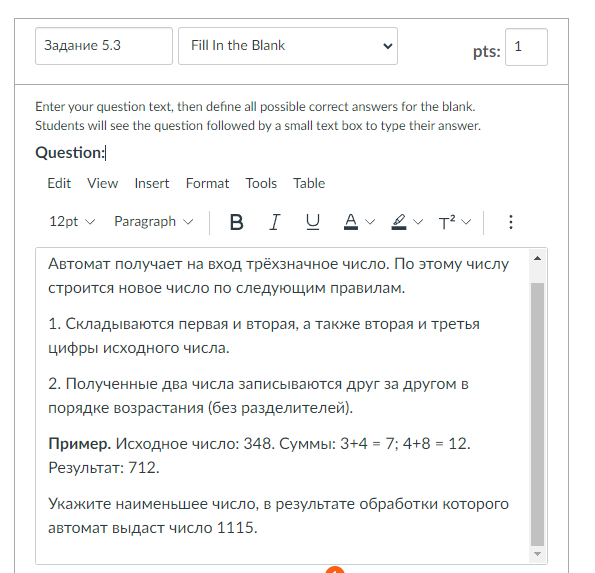 Задание 5.3 Fill In the Blank pts: 1
Enter your question text, then define all possible correct answers for the blank.
Students will see the question followed by a small text box to type their answer.
Question:
Edit View Insert Format Tools Table
12pt Paragraph B I U A T²
Автомат получает на вход трёхзначное число. По этому числу
строится новое число по следующим правилам.
1. Складываются первая и вторая, а также вторая и третья
цифры исходного числа.
2. Полученные два числа записываются друг за другом в
порядке возрастания (без разделителей).
Пример. Исходное число: 348. Суммы: 3+4 = 7; 4+8 = 12.
Результат: 712.
Укажите наименьшее число, в результате обработки которого
автомат выдаст число 1115.